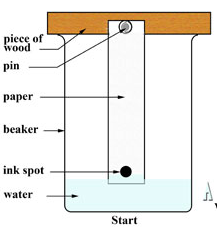 piece of
wood
pin
paper
beaker
ink spot
water
Start